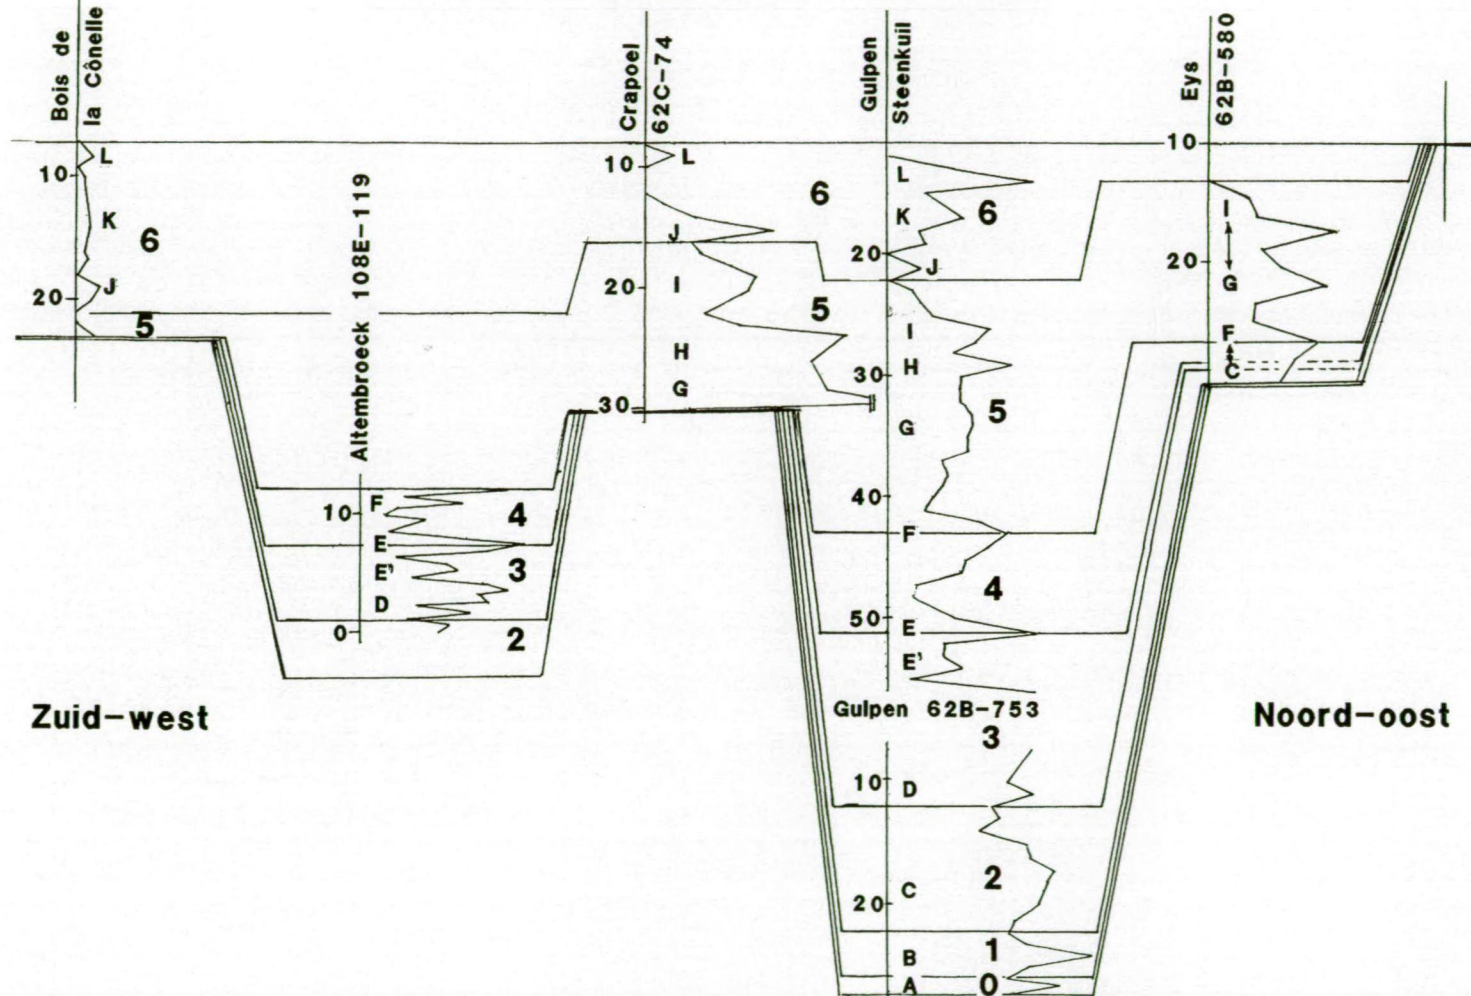 Bois de
la Cônelle
Altembroeck 108E-119
Crapoel
62C-74
Gulpen
Steenkuil
Eys
62B-580
L
10
K
6
J
20
5
F
10
4
E
E'
3
D
0
2
10
L
6
J
20
I
5
H
G
30
L
K
6
20
J
I
30
H
G
5
40
F
4
50
E
E'
Gulpen 62B-753
3
10
D
2
C
20
1
B
0
A
10
I
20
G
F
C
Zuid-west
Noord-oost